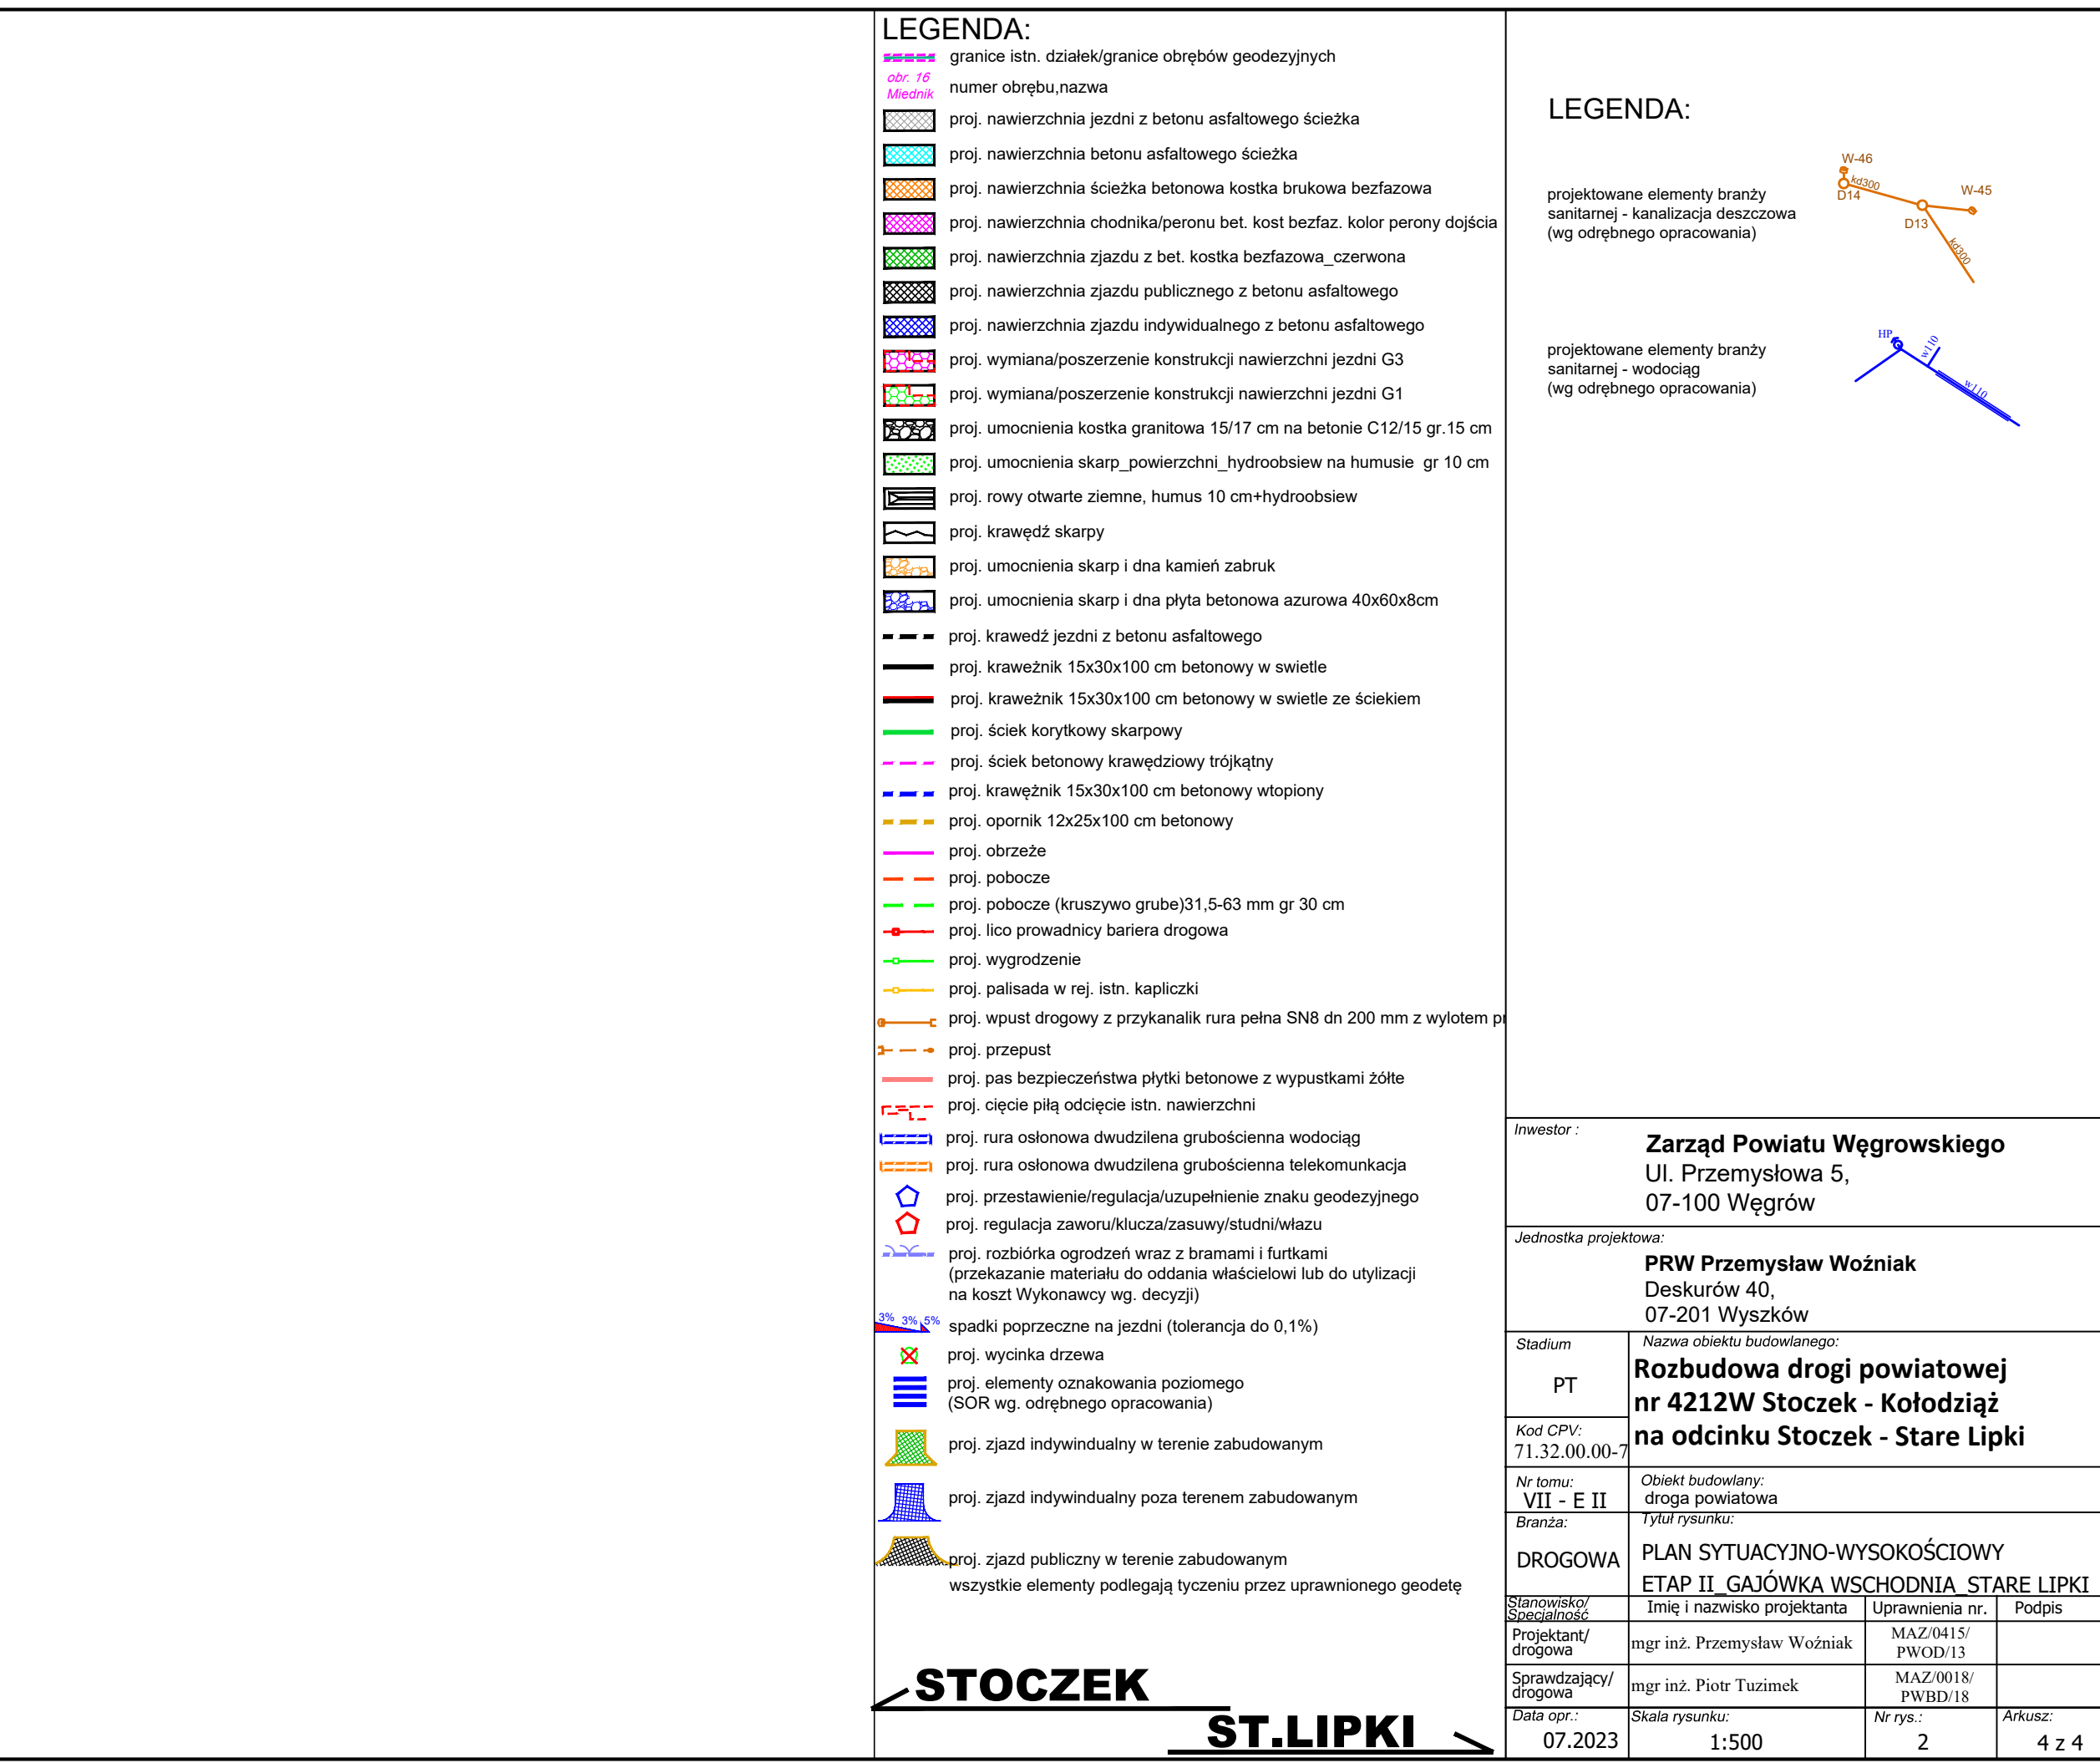 LEGENDA:
granice istn. działek/granice obrębów geodezyjnych
obr. 16
Miednik
numer obrębu,nazwa
proj. nawierzchnia jezdni z betonu asfaltowego ścieżka
proj. nawierzchnia betonu asfaltowego ścieżka
proj. nawierzchnia ścieżka betonowa kostka brukowa bezfazowa
proj. nawierzchnia chodnika/peronu bet. kost bezfaz. kolor perony dojścia
proj. nawierzchnia zjazdu z bet. kostka bezfazowa_czerwona
proj. nawierzchnia zjazdu publicznego z betonu asfaltowego
proj. nawierzchnia zjazdu indywidualnego z betonu asfaltowego
proj. wymiana/poszerzenie konstrukcji nawierzchni jezdni G3
proj. wymiana/poszerzenie konstrukcji nawierzchni jezdni G1
proj. umocnienia kostka granitowa 15/17 cm na betonie C12/15 gr.15 cm
proj. umocnienia skarp_powierzchni_hydroobsiew na humusie gr 10 cm
proj. rowy otwarte ziemne, humus 10 cm+hydroobsiew
proj. krawędź skarpy
proj. umocnienia skarp i dna kamień zabruk
proj. umocnienia skarp i dna płyta betonowa azurowa 40x60x8cm
proj. krawedź jezdni z betonu asfaltowego
proj. kraweżnik 15x30x100 cm betonowy w swietle
proj. kraweżnik 15x30x100 cm betonowy w swietle ze ściekiem
proj. ściek korytkowy skarpowy
proj. ściek betonowy krawędziowy trójkątny
proj. krawężnik 15x30x100 cm betonowy wtopiony
proj. opornik 12x25x100 cm betonowy
proj. obrzeże
proj. pobocze
proj. pobocze (kruszywo grube)31,5-63 mm gr 30 cm
proj. lico prowadnicy bariera drogowa
proj. wygrodzenie
proj. palisada w rej. istn. kapliczki
proj. wpust drogowy z przykanalik rura pełna SN8 dn 200 mm z wylotem pr
proj. przepust
proj. pas bezpieczeństwa płytki betonowe z wypustkami żółte
proj. cięcie piłą odcięcie istn. nawierzchni
proj. rura osłonowa dwudzilena grubościenna wodociąg
proj. rura osłonowa dwudzilena grubościenna telekomunkacja
proj. przestawienie/regulacja/uzupełnienie znaku geodezyjnego
proj. regulacja zaworu/klucza/zasuwy/studni/włazu
proj. rozbiórka ogrodzeń wraz z bramami i furtkami
(przekazanie materiału do oddania właścielowi lub do utylizacji
na koszt Wykonawcy wg. decyzji)
3% 3% 5%
spadki poprzeczne na jezdni (tolerancja do 0,1%)
proj. wycinka drzewa
proj. elementy oznakowania poziomego
(SOR wg. odrębnego opracowania)
proj. zjazd indywindualny w terenie zabudowanym
proj. zjazd indywindualny poza terenem zabudowanym
proj. zjazd publiczny w terenie zabudowanym
wszystkie elementy podlegają tyczeniu przez uprawnionego geodetę
STOCZEK
ST.LIPKI
LEGENDA:
projektowane elementy branży
sanitarnej - kanalizacja deszczowa
(wg odrębnego opracowania)
W-46
kd300
D14
W-45
D13
kd300
projektowane elementy branży
sanitarnej - wodociąg
(wg odrębnego opracowania)
HP
w110
w110
Inwestor :
Zarząd Powiatu Węgrowskiego
Ul. Przemysłowa 5,
07-100 Węgrów
Jednostka projektowa:
PRW Przemysław Woźniak
Deskurów 40,
07-201 Wyszków
Stadium
PT
Nazwa obiektu budowlanego:
Rozbudowa drogi powiatowej
nr 4212W Stoczek - Kołodziąż
na odcinku Stoczek - Stare Lipki
Kod CPV:
71.32.00.00-7
Nr tomu:
VII - E II
Obiekt budowlany:
droga powiatowa
Branża:
DROGOWA
Tytuł rysunku:
PLAN SYTUACYJNO-WYSOKOŚCIOWY
ETAP II_GAJÓWKA WSCHODNIA_STARE LIPKI
Stanowisko/
Specjalność
Imię i nazwisko projektanta
Uprawnienia nr.
Podpis
Projektant/
drogowa
mgr inż. Przemysław Woźniak
MAZ/0415/
PWOD/13
Sprawdzający/
drogowa
mgr inż. Piotr Tuzimek
MAZ/0018/
PWBD/18
Data opr.:
07.2023
Skala rysunku:
1:500
Nr rys.:
2
Arkusz:
4 z 4